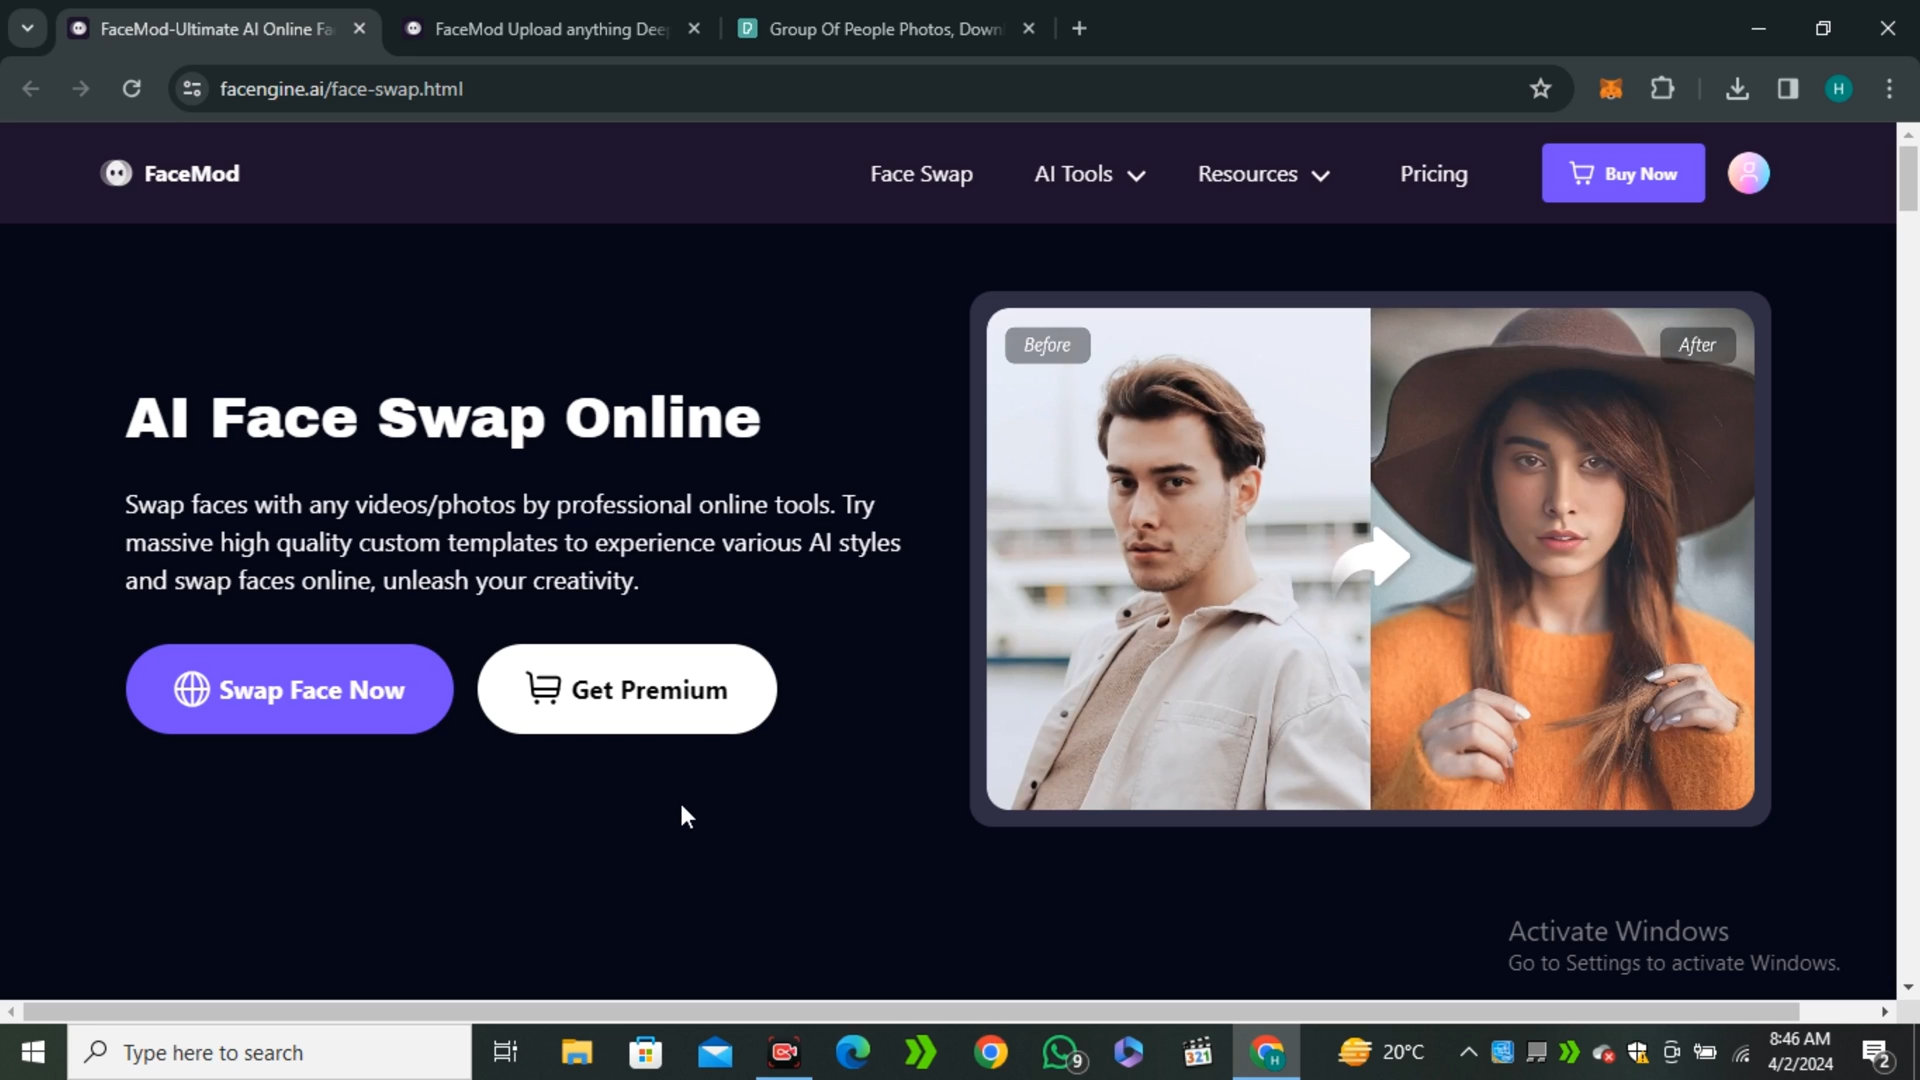 FaceMod-Ultimate AI Online Fa
FaceMod Upload anything Dee
Group Of People Photos, Down
facengine.ai/face-swap.html
H
FaceMod
Face Swap
AI Tools
Resources
Pricing
Buy Now
Before
After
AI Face Swap Online
Swap faces with any videos/photos by professional online tools. Try
massive high quality custom templates to experience various AI styles
and swap faces online, unleash your creativity.
Swap Face Now
Get Premium
Activate Windows
Go to Settings to activate Windows.
Type here to search
9
321
H
20°C
8:46 AM
4/2/2024
2